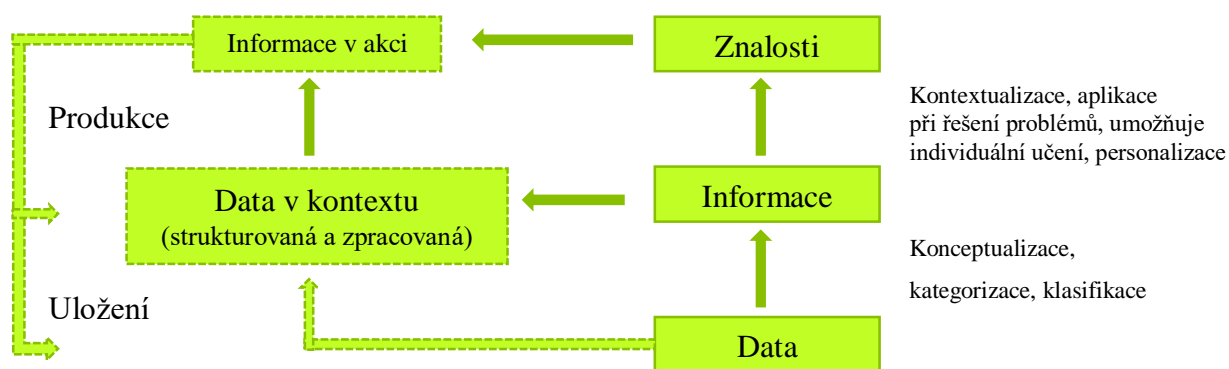 Informace v akci
Znalosti
Produkce
Kontextualizace, aplikace
při řešení problémů, umožňuje
individuální učení, personalizace
Data v kontextu
(strukturovaná a zpracovaná)
Informace
Konceptualizace,
kategorizace, klasifikace
Uložení
Data